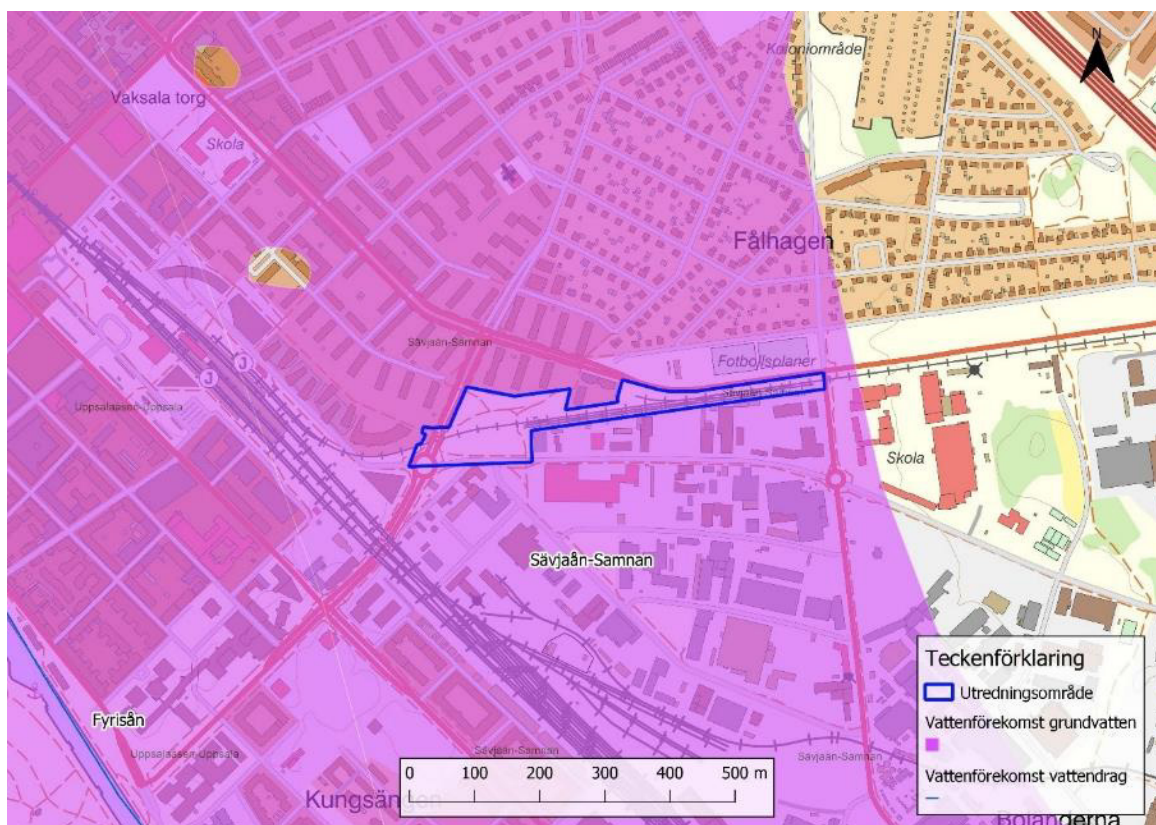 Koloniområde
N
Vaksala torg
Skola
Fålhagen
Sävjaån-Samnan
Fotbollsplaner
J
J
Uppsalaåsen-Uppsala
Skola
Sävjaån-Samnan
Fyrisån
Uppsalaåsen-Uppsala
Sävjaån-Samnan
Sävjaån-Samnan
Kungsängen
0 100 200 300 400 500 m
Teckenförklaring
Utredningsområde
Vattenförekomst grundvatten
Vattenförekomst vattendrag